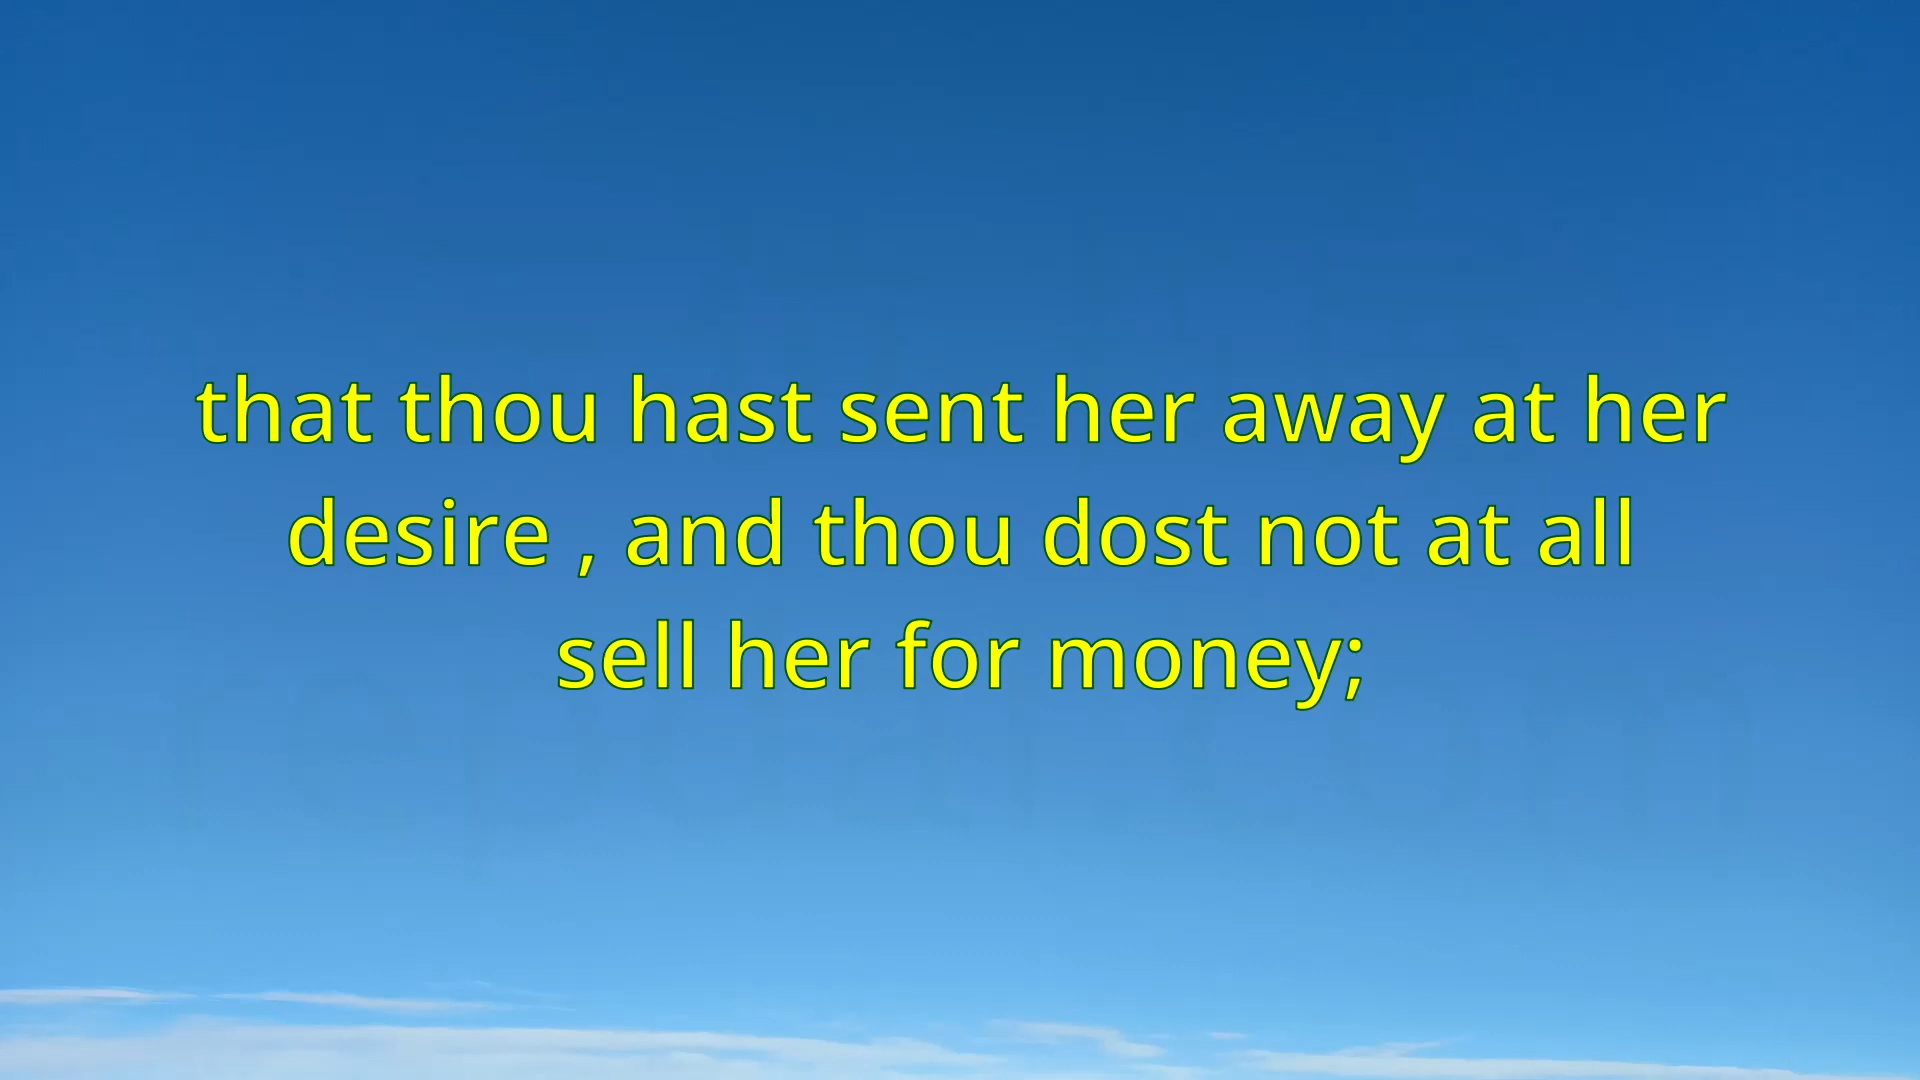 that thou hast sent her away at her
desire , and thou dost not at all
sell her for money;